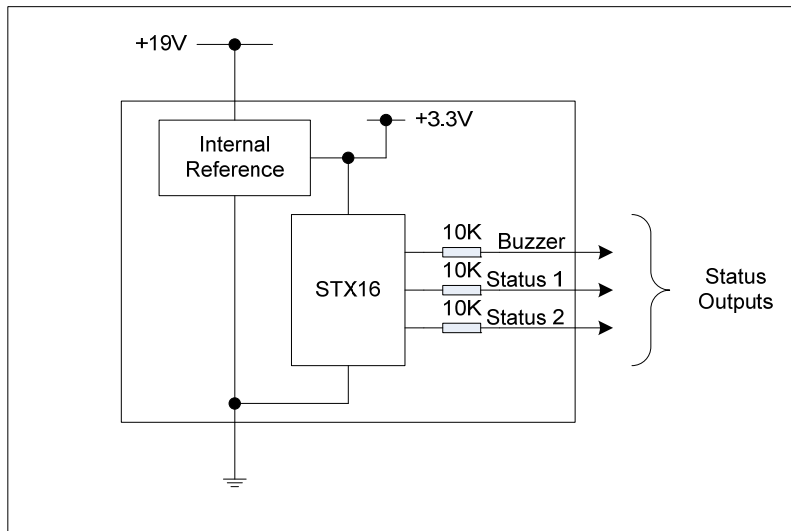 +19V
+3.3V
Internal
Reference
10K
Buzzer
10K
Status 1
10K
Status 2
STX16
Status
Outputs